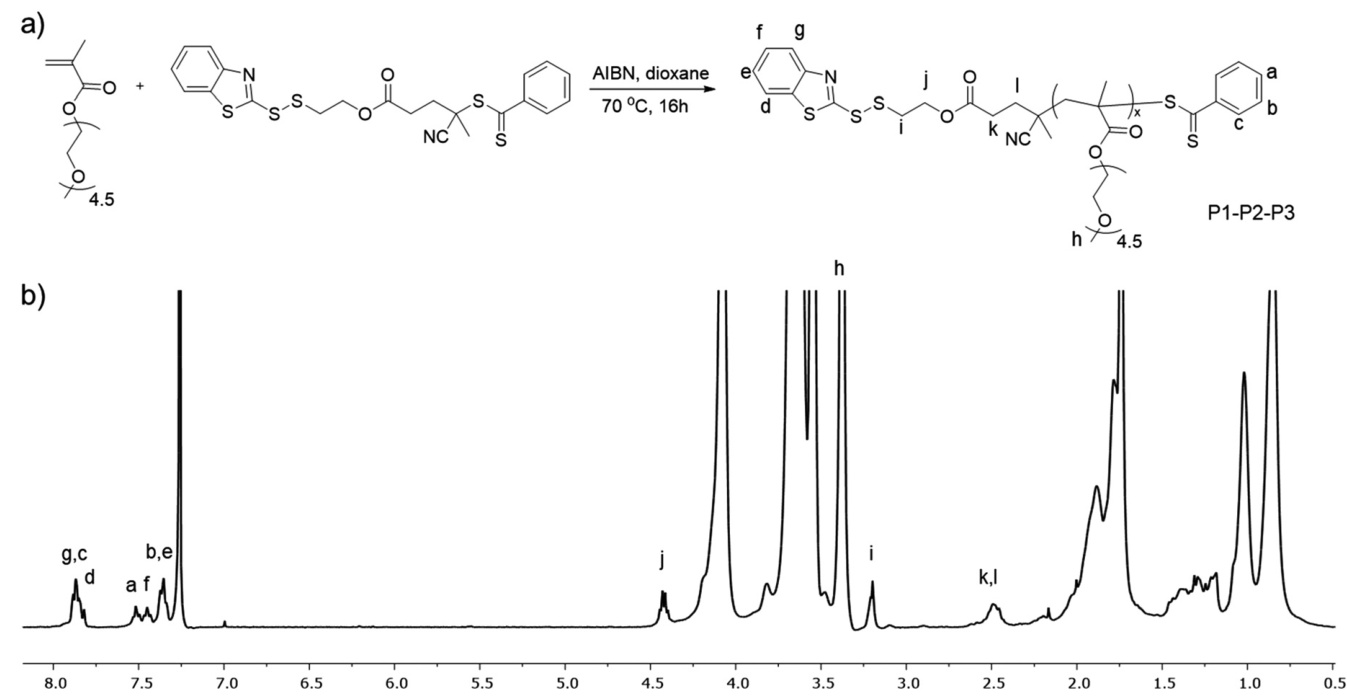 a)
f g
N
e
d
S
S
S
O
O
NC
S
S
O
O
O
4.5
+
AIBN, dioxane
70 °C, 16h
N
S
S
S
i
j
O
O
k
l
NC
x
S
S
a
b
c
O
O
O
h
4.5
P1-P2-P3
b)
h
g,c
d
a f
b,e
j
i
k,l
8.0 7.5 7.0 6.5 6.0 5.5 5.0 4.5 4.0 3.5 3.0 2.5 2.0 1.5 1.0 0.5